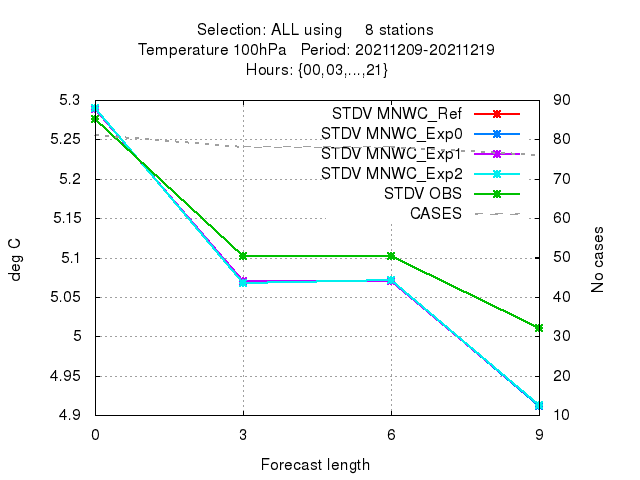 Selection: ALL using 8 stations
Temperature 100hPa Period: 20211209-20211219
Hours: {00,03,...,21}
5.3
5.25
5.2
5.15
5.1
5.05
5
4.95
4.9
90
80
70
60
50
40
30
20
10
STDV MNWC_Ref
STDV MNWC_Exp0
STDV MNWC_Exp1
STDV MNWC_Exp2
STDV OBS
CASES
deg C
No cases
0 3 6 9
Forecast length